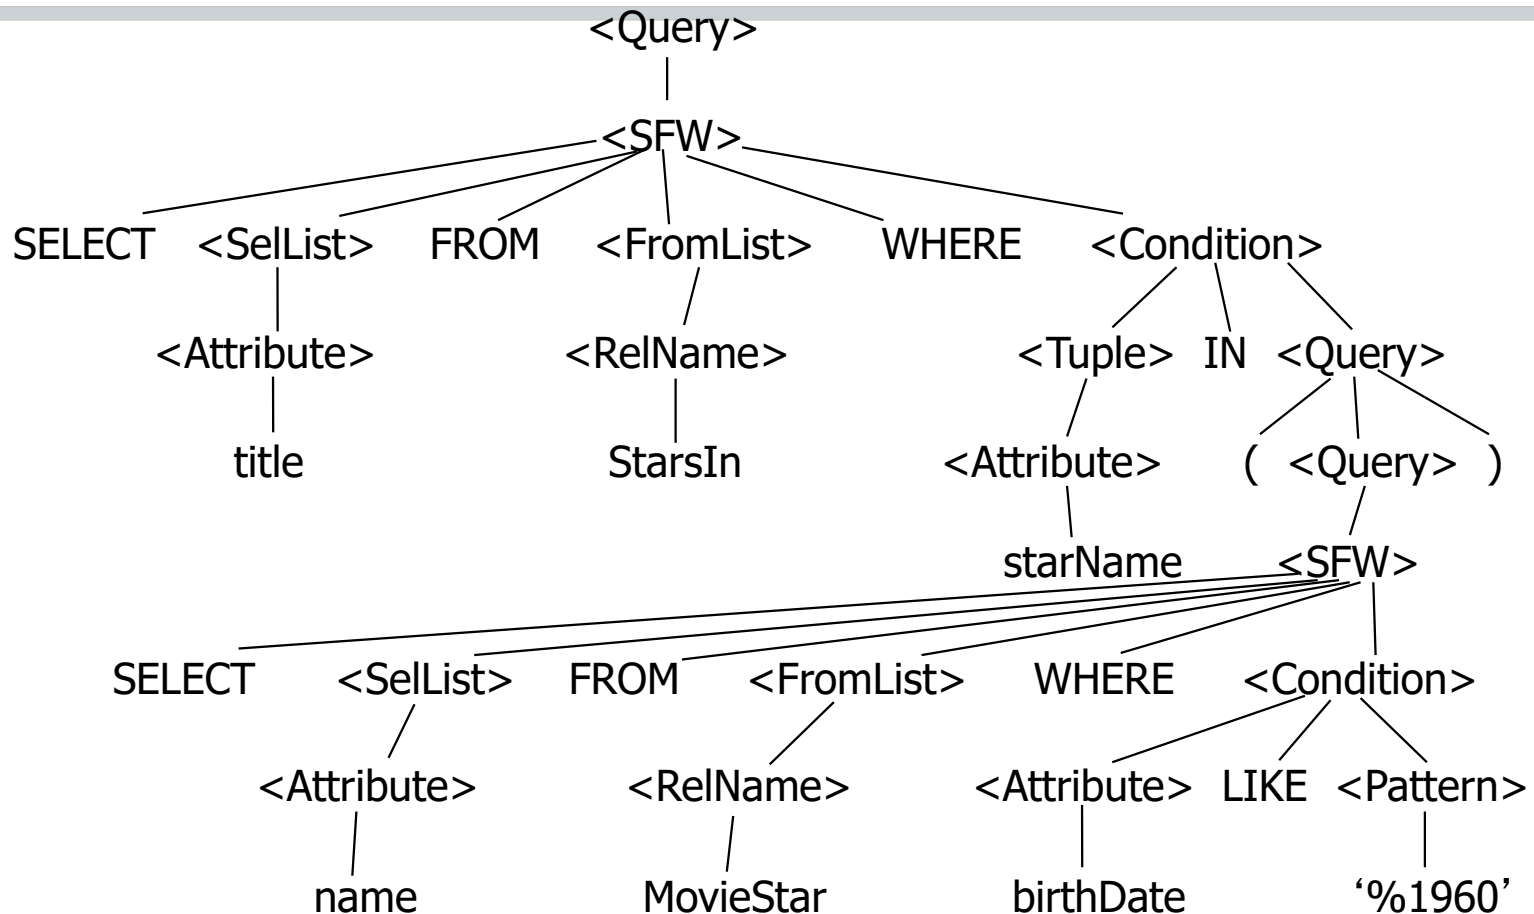 <Query>
<SFW>
SELECT <SelList> FROM <FromList> WHERE <Condition>
<Attribute> <RelName> <Tuple> IN <Query>
title StarsIn <Attribute> ( <Query> )
starName <SFW>
SELECT <SelList> FROM <FromList> WHERE <Condition>
<Attribute> <RelName> <Attribute> LIKE <Pattern>
name MovieStar birthDate ‘%1960’